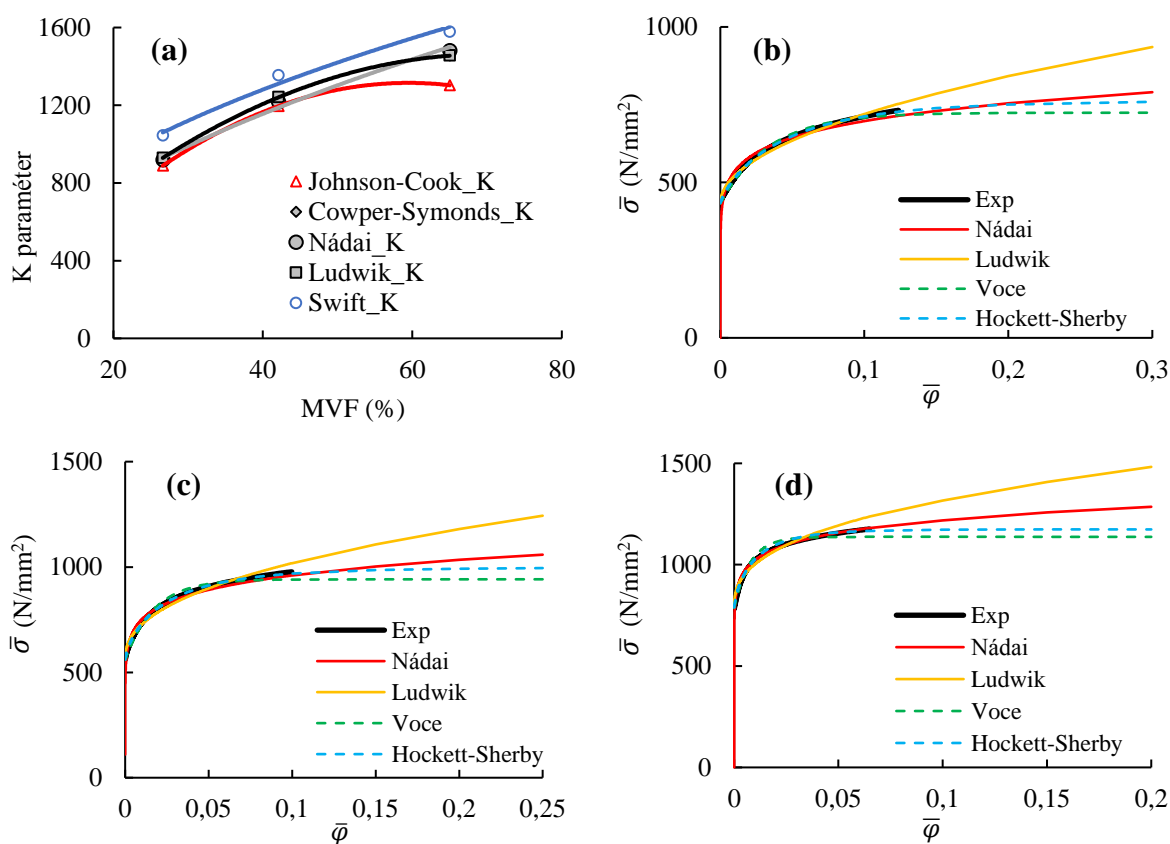 (a)
1600
1200
800
400
0
K paraméter
20
40
60
80
MVF (%)
Johnson-Cook_K
Cowper-Symonds_K
Nádai_K
Ludwik_K
Swift_K
(b)
1000
500
0
σ̅ (N/mm²)
0
0,1
0,2
0,3
φ̅
Exp
Nádai
Ludwik
Voce
Hockett-Sherby
(c)
1500
1000
500
0
σ̅ (N/mm²)
0
0,05
0,1
0,15
0,2
0,25
φ̅
Exp
Nádai
Ludwik
Voce
Hockett-Sherby
(d)
1500
1000
500
0
σ̅ (N/mm²)
0
0,05
0,1
0,15
0,2
φ̅
Exp
Nádai
Ludwik
Voce
Hockett-Sherby